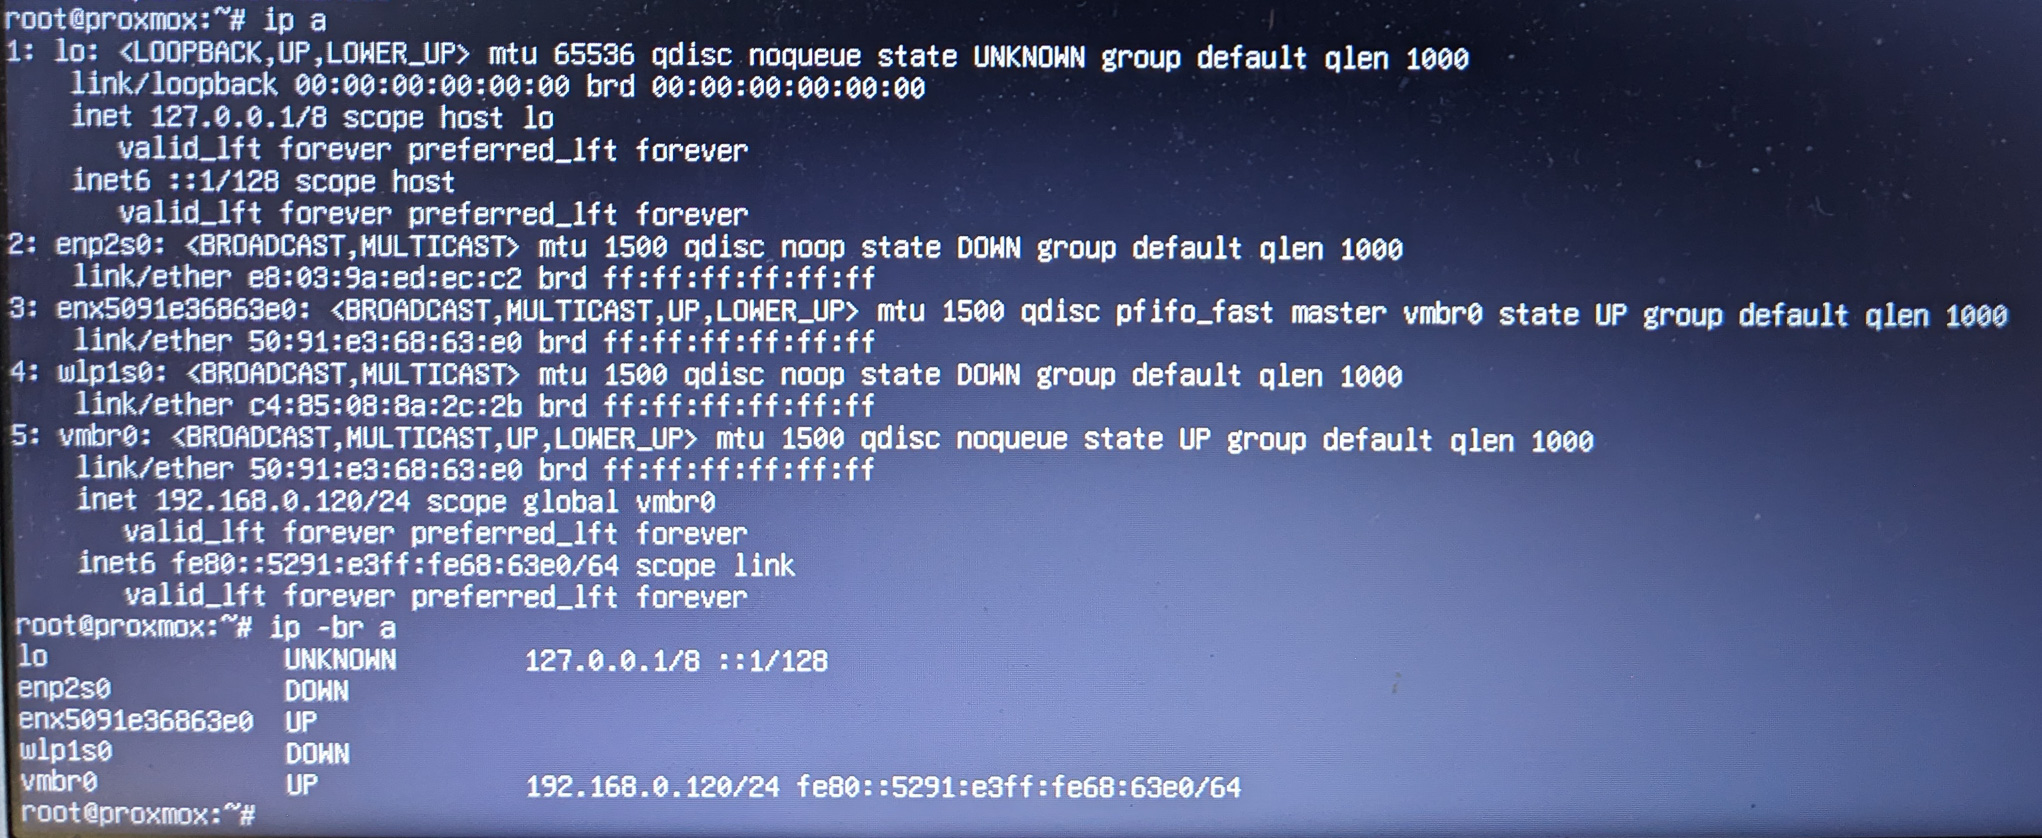 root@proxmox:~# ip a
1: lo: <LOOPBACK,UP,LOWER_UP> mtu 65536 qdisc noqueue state UNKNOWN group default qlen 1000
    link/loopback 00:00:00:00:00:00 brd 00:00:00:00:00:00
    inet 127.0.0.1/8 scope host lo
       valid_lft forever preferred_lft forever
    inet6 ::1/128 scope host
       valid_lft forever preferred_lft forever
2: enp2s0: <BROADCAST,MULTICAST> mtu 1500 qdisc noop state DOWN group default qlen 1000
    link/ether e8:03:9a:ed:ec:c2 brd ff:ff:ff:ff:ff:ff
3: enx5091e36863e0: <BROADCAST,MULTICAST,UP,LOWER_UP> mtu 1500 qdisc pfifo_fast master vmbr0 state UP group default qlen 1000
    link/ether 50:91:e3:68:63:e0 brd ff:ff:ff:ff:ff:ff
4: wlp1s0: <BROADCAST,MULTICAST> mtu 1500 qdisc noop state DOWN group default qlen 1000
    link/ether c4:85:08:8a:2c:2b brd ff:ff:ff:ff:ff:ff
5: vmbr0: <BROADCAST,MULTICAST,UP,LOWER_UP> mtu 1500 qdisc noqueue state UP group default qlen 1000
    link/ether 50:91:e3:68:63:e0 brd ff:ff:ff:ff:ff:ff
    inet 192.168.0.120/24 scope global vmbr0
       valid_lft forever preferred_lft forever
    inet6 fe80::5291:e3ff:fe68:63e0/64 scope link
       valid_lft forever preferred_lft forever
root@proxmox:~# ip -br a
lo               UNKNOWN        127.0.0.1/8 ::1/128
enp2s0           DOWN
enx5091e36863e0  UP
wlp1s0           DOWN
vmbr0            UP             192.168.0.120/24 fe80::5291:e3ff:fe68:63e0/64
root@proxmox:~#